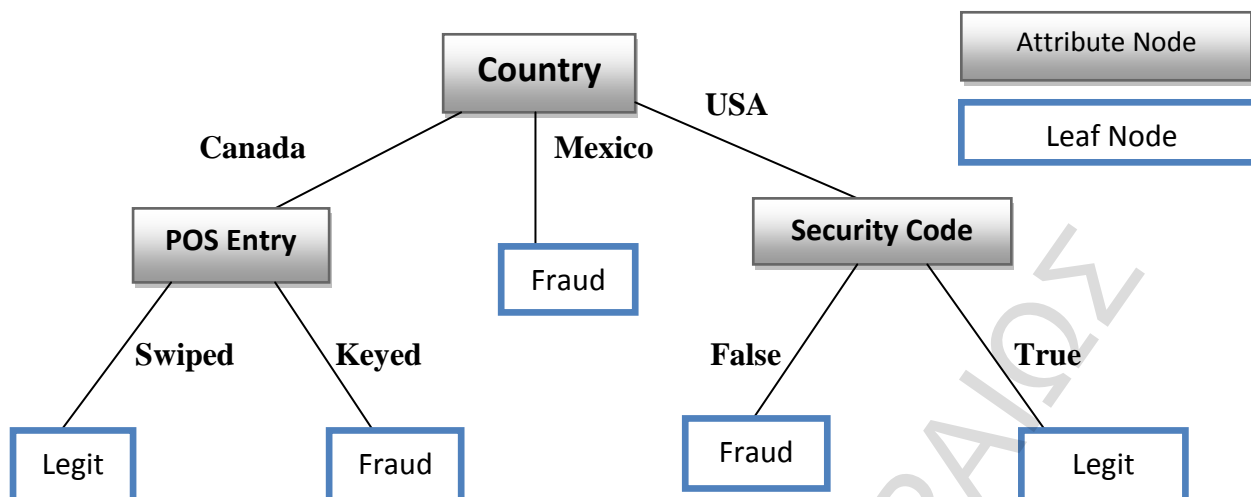 Attribute Node
Country
USA
Leaf Node
Canada
Mexico
POS Entry
Security Code
Fraud
Swiped
Keyed
False
True
Legit
Fraud
Fraud
Legit
ΡΑΙΩΣ